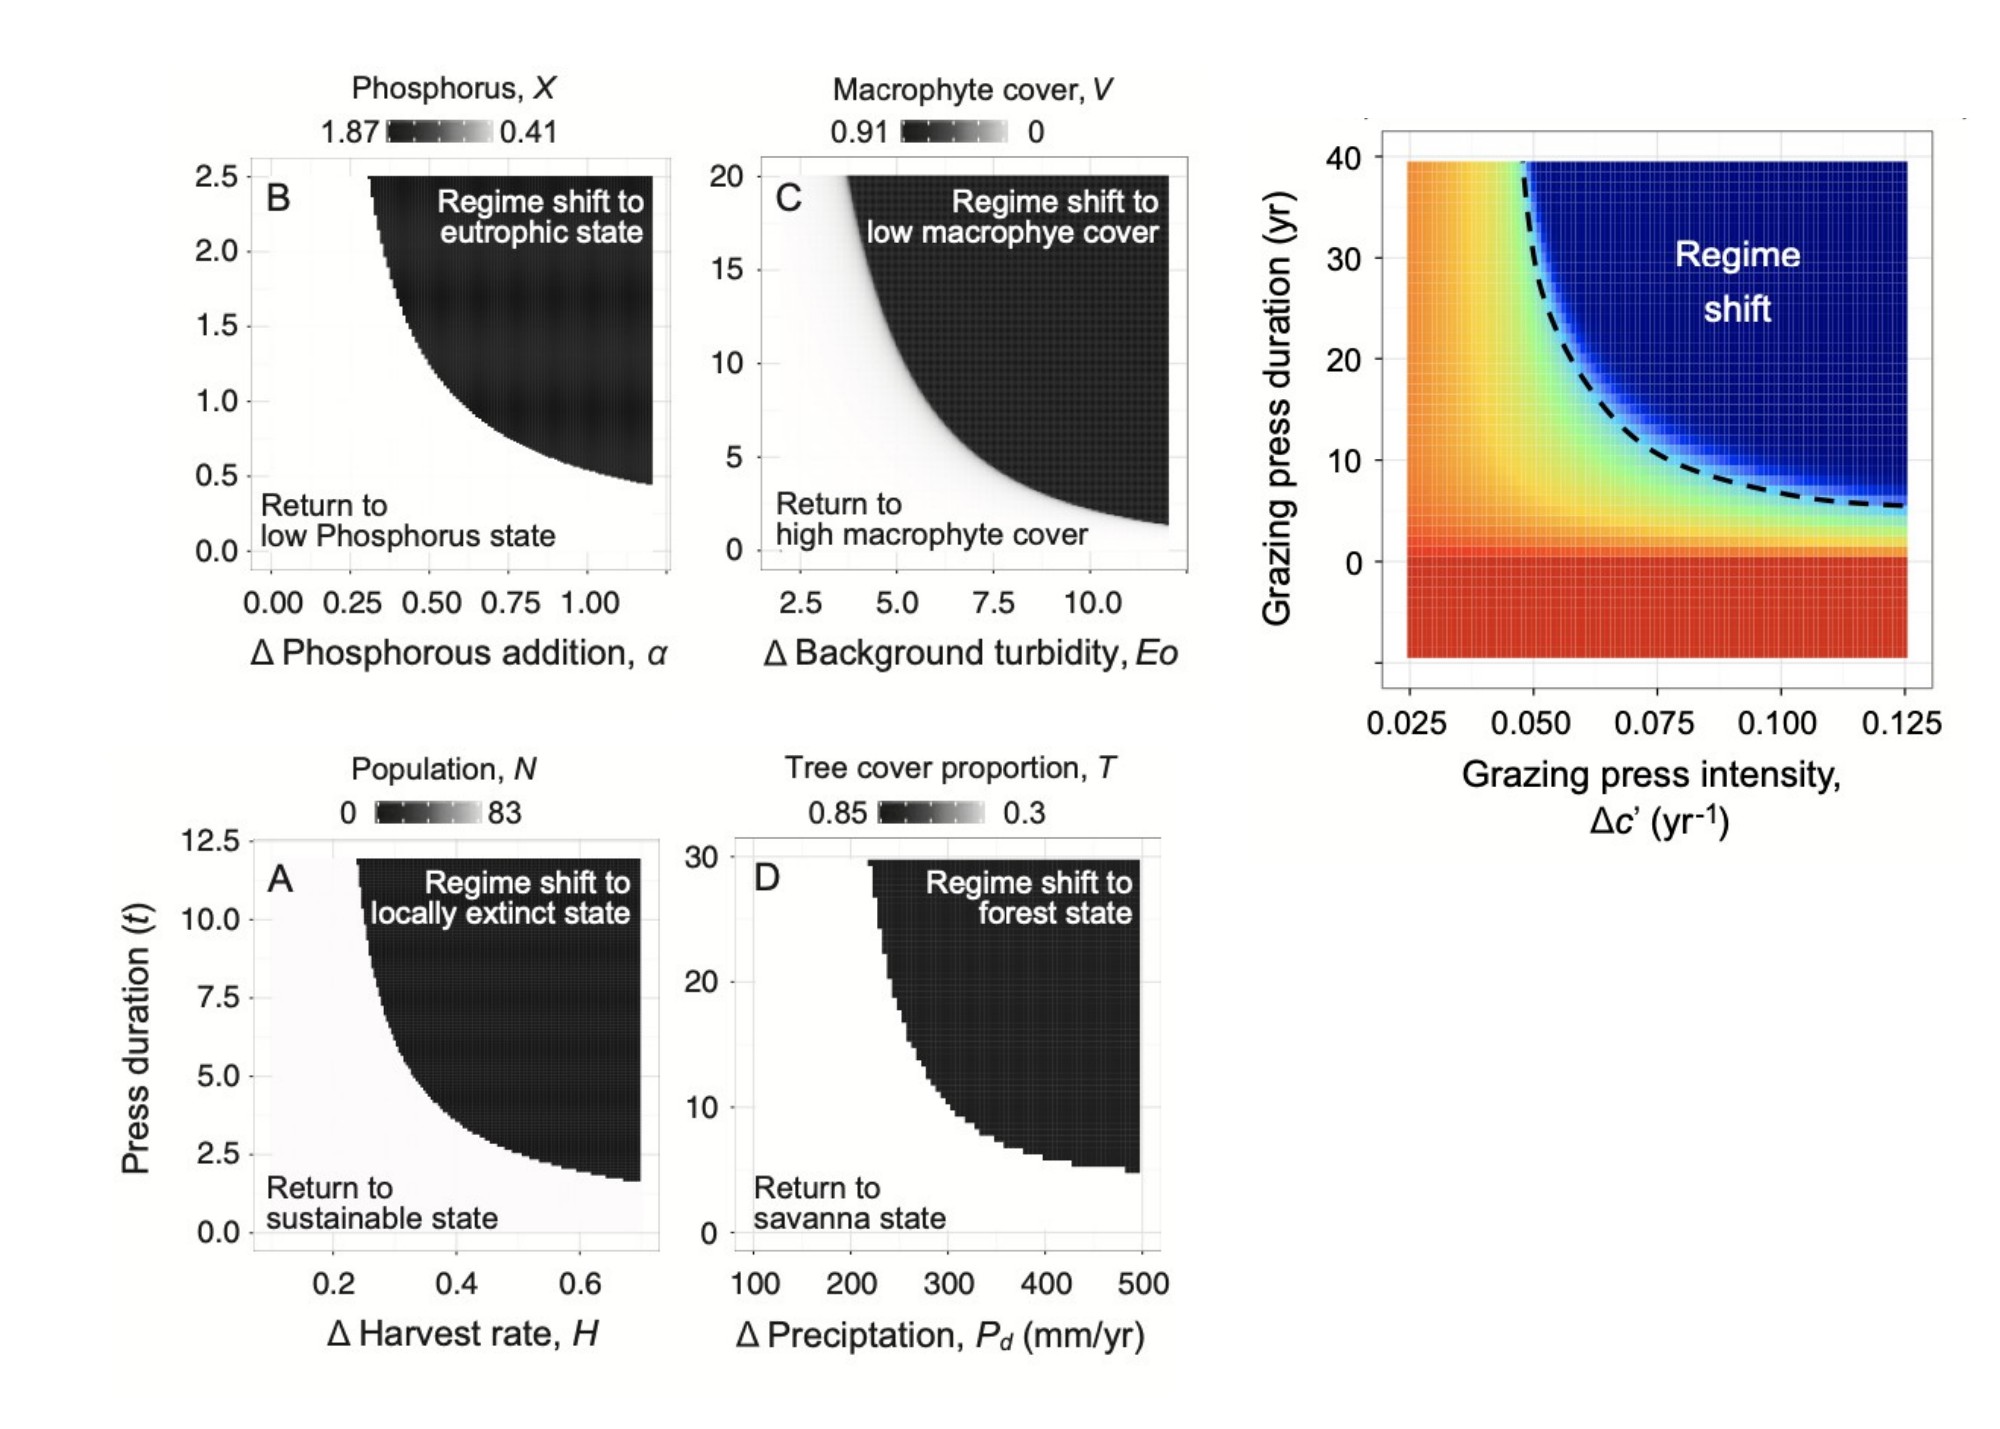 Phosphorus, X
1.87 0.41
2.5
2.0
1.5
1.0
0.5
0.0
B
Regime shift to
eutrophic state
Return to
low Phosphorus state
0.00 0.25 0.50 0.75 1.00
Δ Phosphorous addition, α
Macrophyte cover, V
0.91 0
20
15
10
5
0
C
Regime shift to
low macrophye cover
Return to
high macrophyte cover
2.5 5.0 7.5 10.0
Δ Background turbidity, Eo
Grazing press duration (yr)
40
30
20
10
0
Regime
shift
0.025 0.050 0.075 0.100 0.125
Grazing press intensity,
Δc’ (yr-1)
Press duration (t)
Population, N
0 83
12.5
10.0
7.5
5.0
2.5
0.0
A
Regime shift to
locally extinct state
Return to
sustainable state
0.2 0.4 0.6
Δ Harvest rate, H
Tree cover proportion, T
0.85 0.3
30
20
10
0
D
Regime shift to
forest state
Return to
savanna state
100 200 300 400 500
Δ Preciptation, Pd (mm/yr)